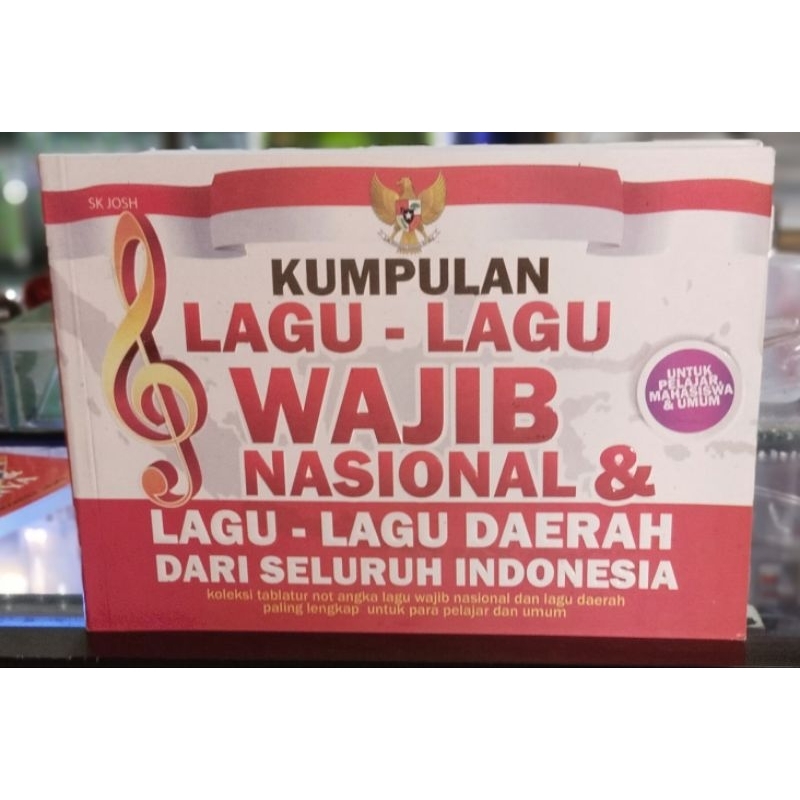 SK JOSH
KUMPULAN
LAGU - LAGU
WAJIB
NASIONAL &
UNTUK
PELAJAR,
MAHASISWA
& UMUM
LAGU - LAGU DAERAH
DARI SELURUH INDONESIA
koleksi tablatur not angka lagu wajib nasional dan lagu daerah
paling lengkap untuk para pelajar dan umum